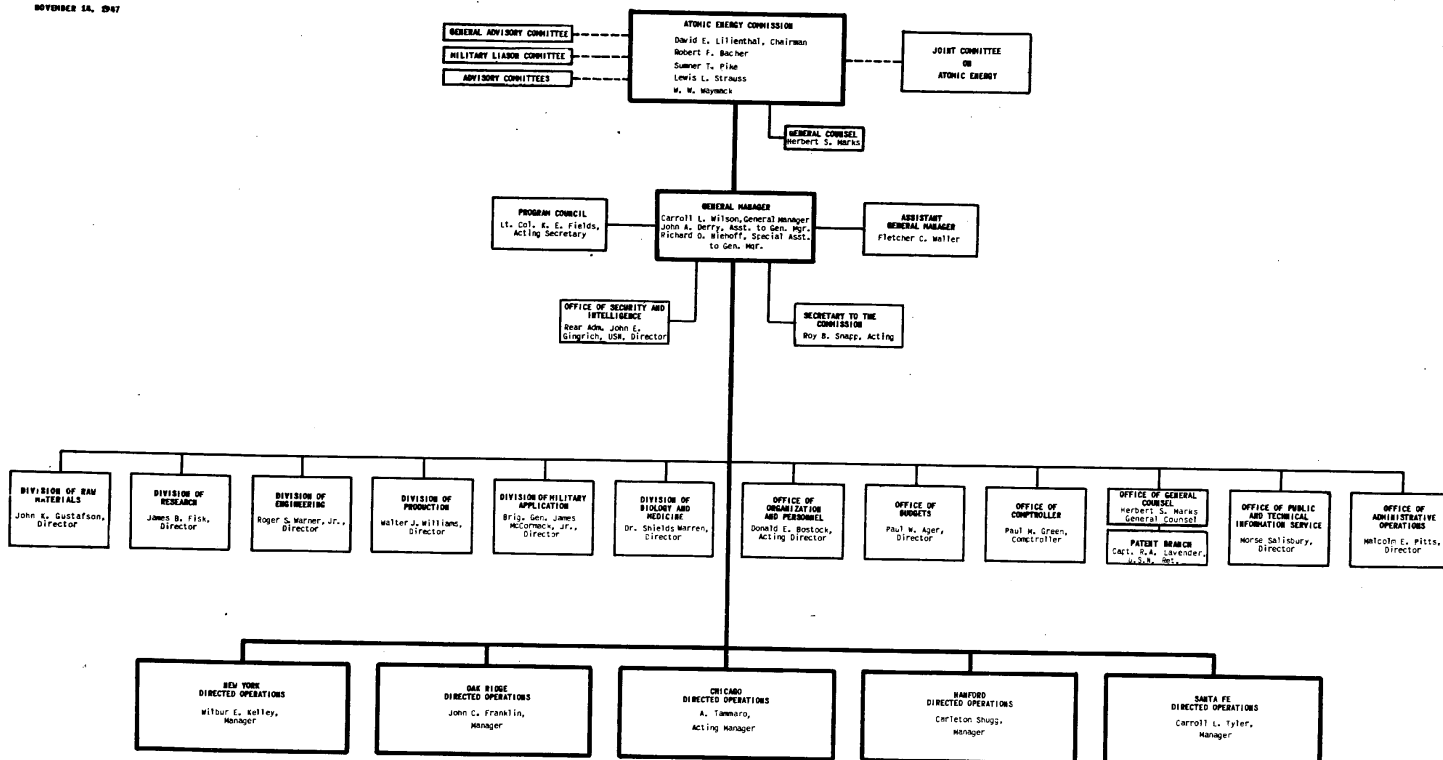 NOVEMBER 14, 1947
GENERAL ADVISORY COMMITTEE
MILITARY LIASON COMMITTEE
ADVISORY COMMITTEES
ATOMIC ENERGY COMMISSION
David E. Lilienthal, Chairman
Robert F. Bacher
Sumner T. Pike
Lewis L. Strauss
W. W. Waymack
JOINT COMMITTEE
ON
ATOMIC ENERGY
GENERAL COUNSEL
Herbert S. Marks
PROGRAM COUNCIL
Lt. Col. K. E. Fields,
Acting Secretary
GENERAL MANAGER
Carroll L. Wilson, General Manager
John A. Derry, Asst. to Gen. Mgr.
Richard O. Niehoff, Special Asst.
to Gen. Mgr.
ASSISTANT
GENERAL MANAGER
Fletcher C. Waller
OFFICE OF SECURITY AND
INTELLIGENCE
Rear Adm. John E.
Gingrich, USN, Director
SECRETARY TO THE
COMMISSION
Roy B. Snapp, Acting
DIVISION OF RAW
MATERIALS
John K. Gustafson,
Director
DIVISION OF
RESEARCH
James B. Fisk,
Director
DIVISION OF
ENGINEERING
Roger S. Warner, Jr.,
Director
DIVISION OF
PRODUCTION
Walter J. Williams,
Director
DIVISION OF MILITARY
APPLICATION
Brig. Gen. James
McCormack, Jr.,
Director
DIVISION OF
BIOLOGY AND
MEDICINE
Dr. Shields Warren,
Director
OFFICE OF
ORGANIZATION
AND PERSONNEL
Donald E. Bostock,
Acting Director
OFFICE OF
BUDGETS
Paul W. Ager,
Director
OFFICE OF
COMPTROLLER
Paul M. Green,
Comptroller
OFFICE OF GENERAL
COUNSEL
Herbert S. Marks
General Counsel
PATENT BRANCH
Capt. R.A. Lavender,
U.S.N. Ret.
OFFICE OF PUBLIC
AND TECHNICAL
INFORMATION SERVICE
Morse Salisbury,
Director
OFFICE OF
ADMINISTRATIVE
OPERATIONS
Malcolm E. Pitts,
Director
NEW YORK
DIRECTED OPERATIONS
Wilbur E. Kelley,
Manager
OAK RIDGE
DIRECTED OPERATIONS
John C. Franklin,
Manager
CHICAGO
DIRECTED OPERATIONS
A. Tammaro,
Acting Manager
HANFORD
DIRECTED OPERATIONS
Carleton Shugg,
Manager
SANTA FE
DIRECTED OPERATIONS
Carroll L. Tyler,
Manager